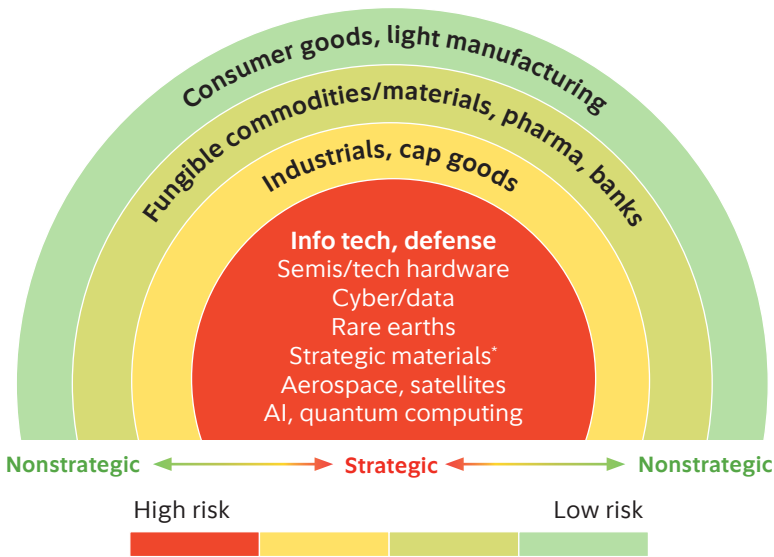 Consumer goods, light manufacturing
Fungible commodities/materials, pharma, banks
Industrials, cap goods
Info tech, defense
Semis/tech hardware
Cyber/data
Rare earths
Strategic materials*
Aerospace, satellites
AI, quantum computing
Nonstrategic Strategic Nonstrategic
High risk Low risk